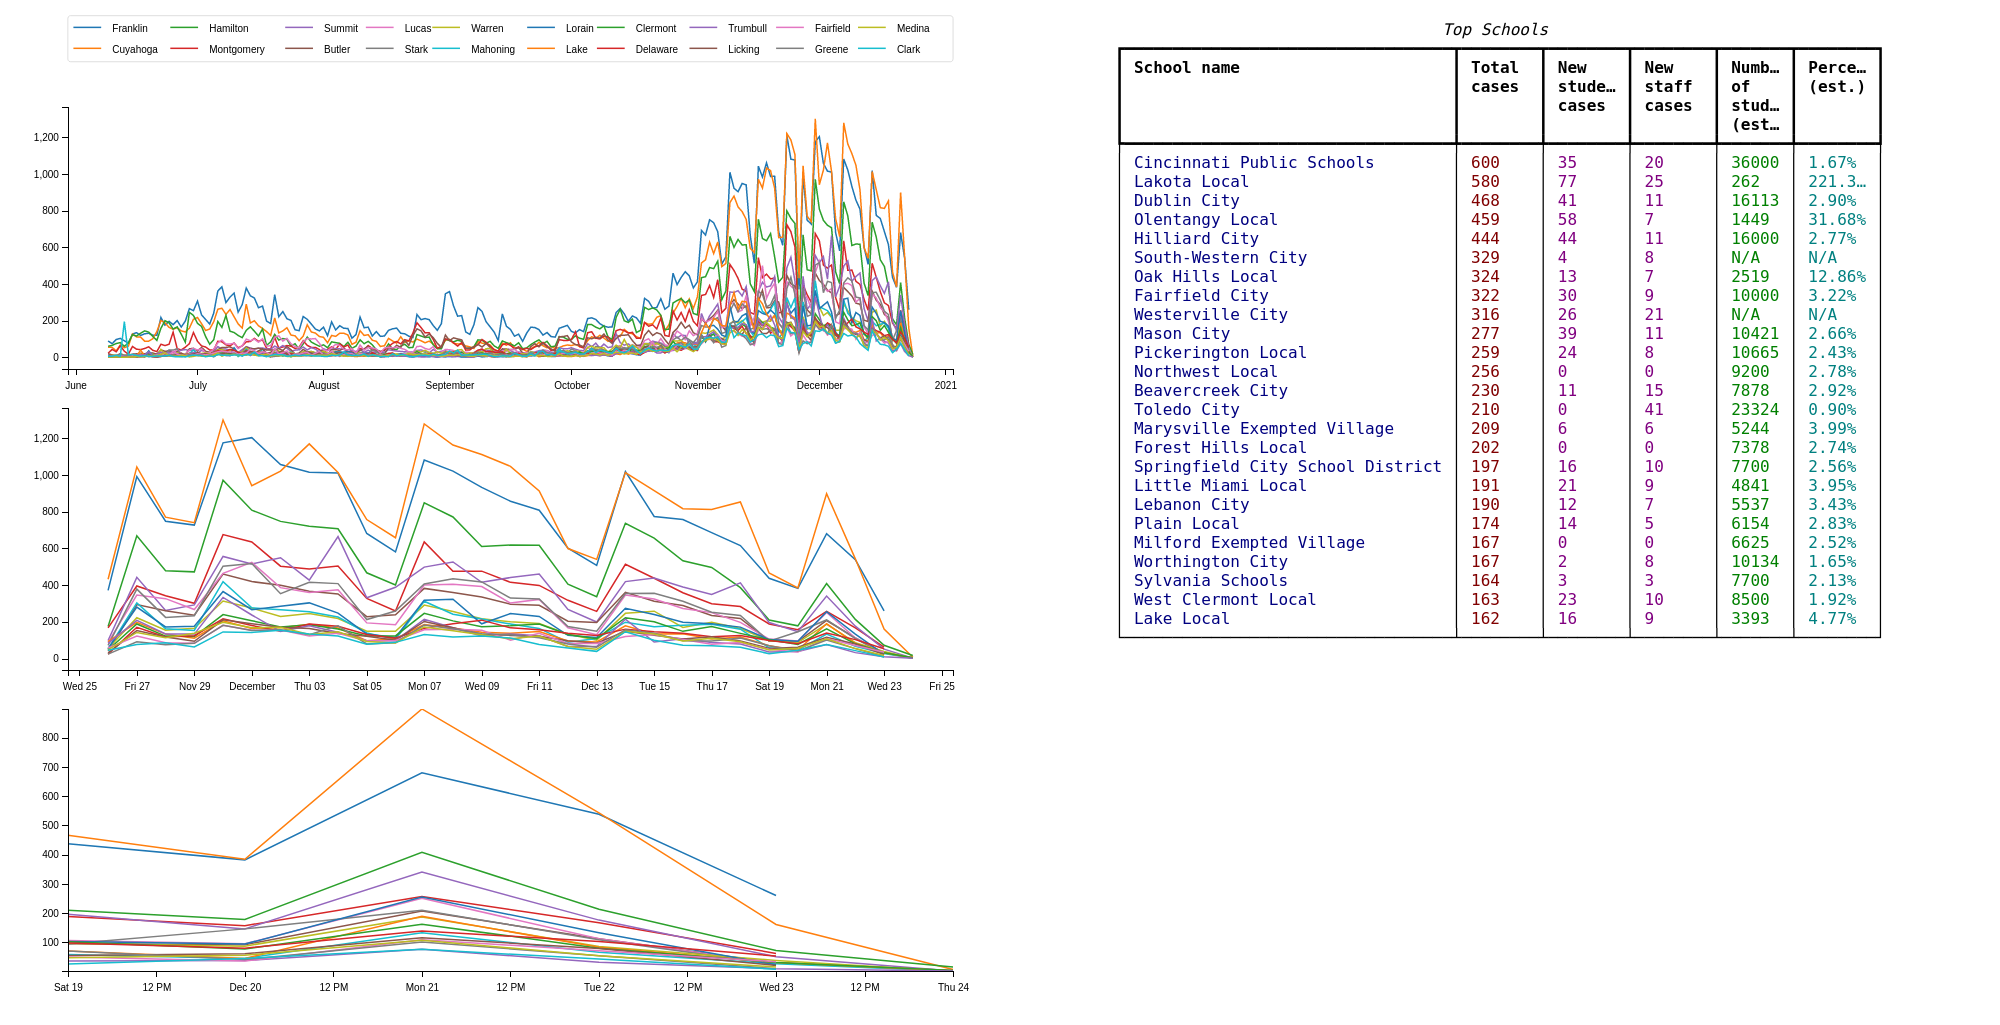 Franklin Hamilton Summit Lucas Warren Lorain Clermont Trumbull Fairfield Medina
Cuyahoga Montgomery Butler Stark Mahoning Lake Delaware Licking Greene Clark
1,200
1,000
800
600
400
200
0
June July August September October November December 2021
1,200
1,000
800
600
400
200
0
Wed 25 Fri 27 Nov 29 December Thu 03 Sat 05 Mon 07 Wed 09 Fri 11 Dec 13 Tue 15 Thu 17 Sat 19 Mon 21 Wed 23 Fri 25
800
700
600
500
400
300
200
100
Sat 19 12 PM Dec 20 12 PM Mon 21 12 PM Tue 22 12 PM Wed 23 12 PM Thu 24
Top Schools
School name Total New New Numb… Perce…
cases stude… staff of (est.)
cases cases stud…
(est…
Cincinnati Public Schools 600 35 20 36000 1.67%
Lakota Local 580 77 25 262 221.3…
Dublin City 468 41 11 16113 2.90%
Olentangy Local 459 58 7 1449 31.68%
Hilliard City 444 44 11 16000 2.77%
South-Western City 329 4 8 N/A N/A
Oak Hills Local 324 13 7 2519 12.86%
Fairfield City 322 30 9 10000 3.22%
Westerville City 316 26 21 N/A N/A
Mason City 277 39 11 10421 2.66%
Pickerington Local 259 24 8 10665 2.43%
Northwest Local 256 0 0 9200 2.78%
Beavercreek City 230 11 15 7878 2.92%
Toledo City 210 0 41 23324 0.90%
Marysville Exempted Village 209 6 6 5244 3.99%
Forest Hills Local 202 0 0 7378 2.74%
Springfield City School District 197 16 10 7700 2.56%
Little Miami Local 191 21 9 4841 3.95%
Lebanon City 190 12 7 5537 3.43%
Plain Local 174 14 5 6154 2.83%
Milford Exempted Village 167 0 0 6625 2.52%
Worthington City 167 2 8 10134 1.65%
Sylvania Schools 164 3 3 7700 2.13%
West Clermont Local 163 23 10 8500 1.92%
Lake Local 162 16 9 3393 4.77%